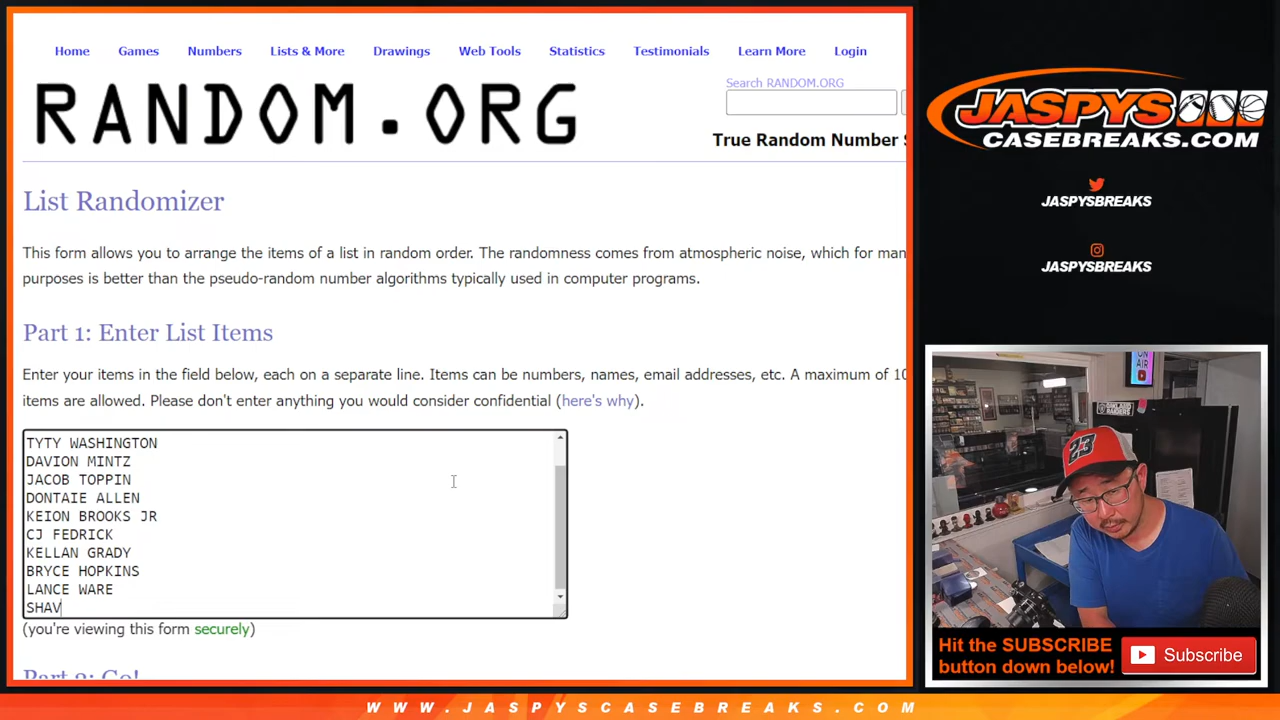 Home Games Numbers Lists & More Drawings Web Tools Statistics Testimonials Learn More Login
RANDOM.ORG
Search RANDOM.ORG
True Random Number
List Randomizer
This form allows you to arrange the items of a list in random order. The randomness comes from atmospheric noise, which for man
purposes is better than the pseudo-random number algorithms typically used in computer programs.
Part 1: Enter List Items
Enter your items in the field below, each on a separate line. Items can be numbers, names, email addresses, etc. A maximum of 10
items are allowed. Please don't enter anything you would consider confidential (here's why).
TYTY WASHINGTON
DAVION MINTZ
JACOB TOPPIN
DONTAIE ALLEN
KEION BROOKS JR
CJ FEDRICK
KELLAN GRADY
BRYCE HOPKINS
LANCE WARE
SHAV
(you're viewing this form securely)
Part 2: Go!
JASPYS
CASEBREAKS.COM
JASPYSBREAKS
JASPYSBREAKS
ON
AIR
23
Hit the SUBSCRIBE
button down below!
Subscribe
WWW.JASPYSCASEBREAKS.COM